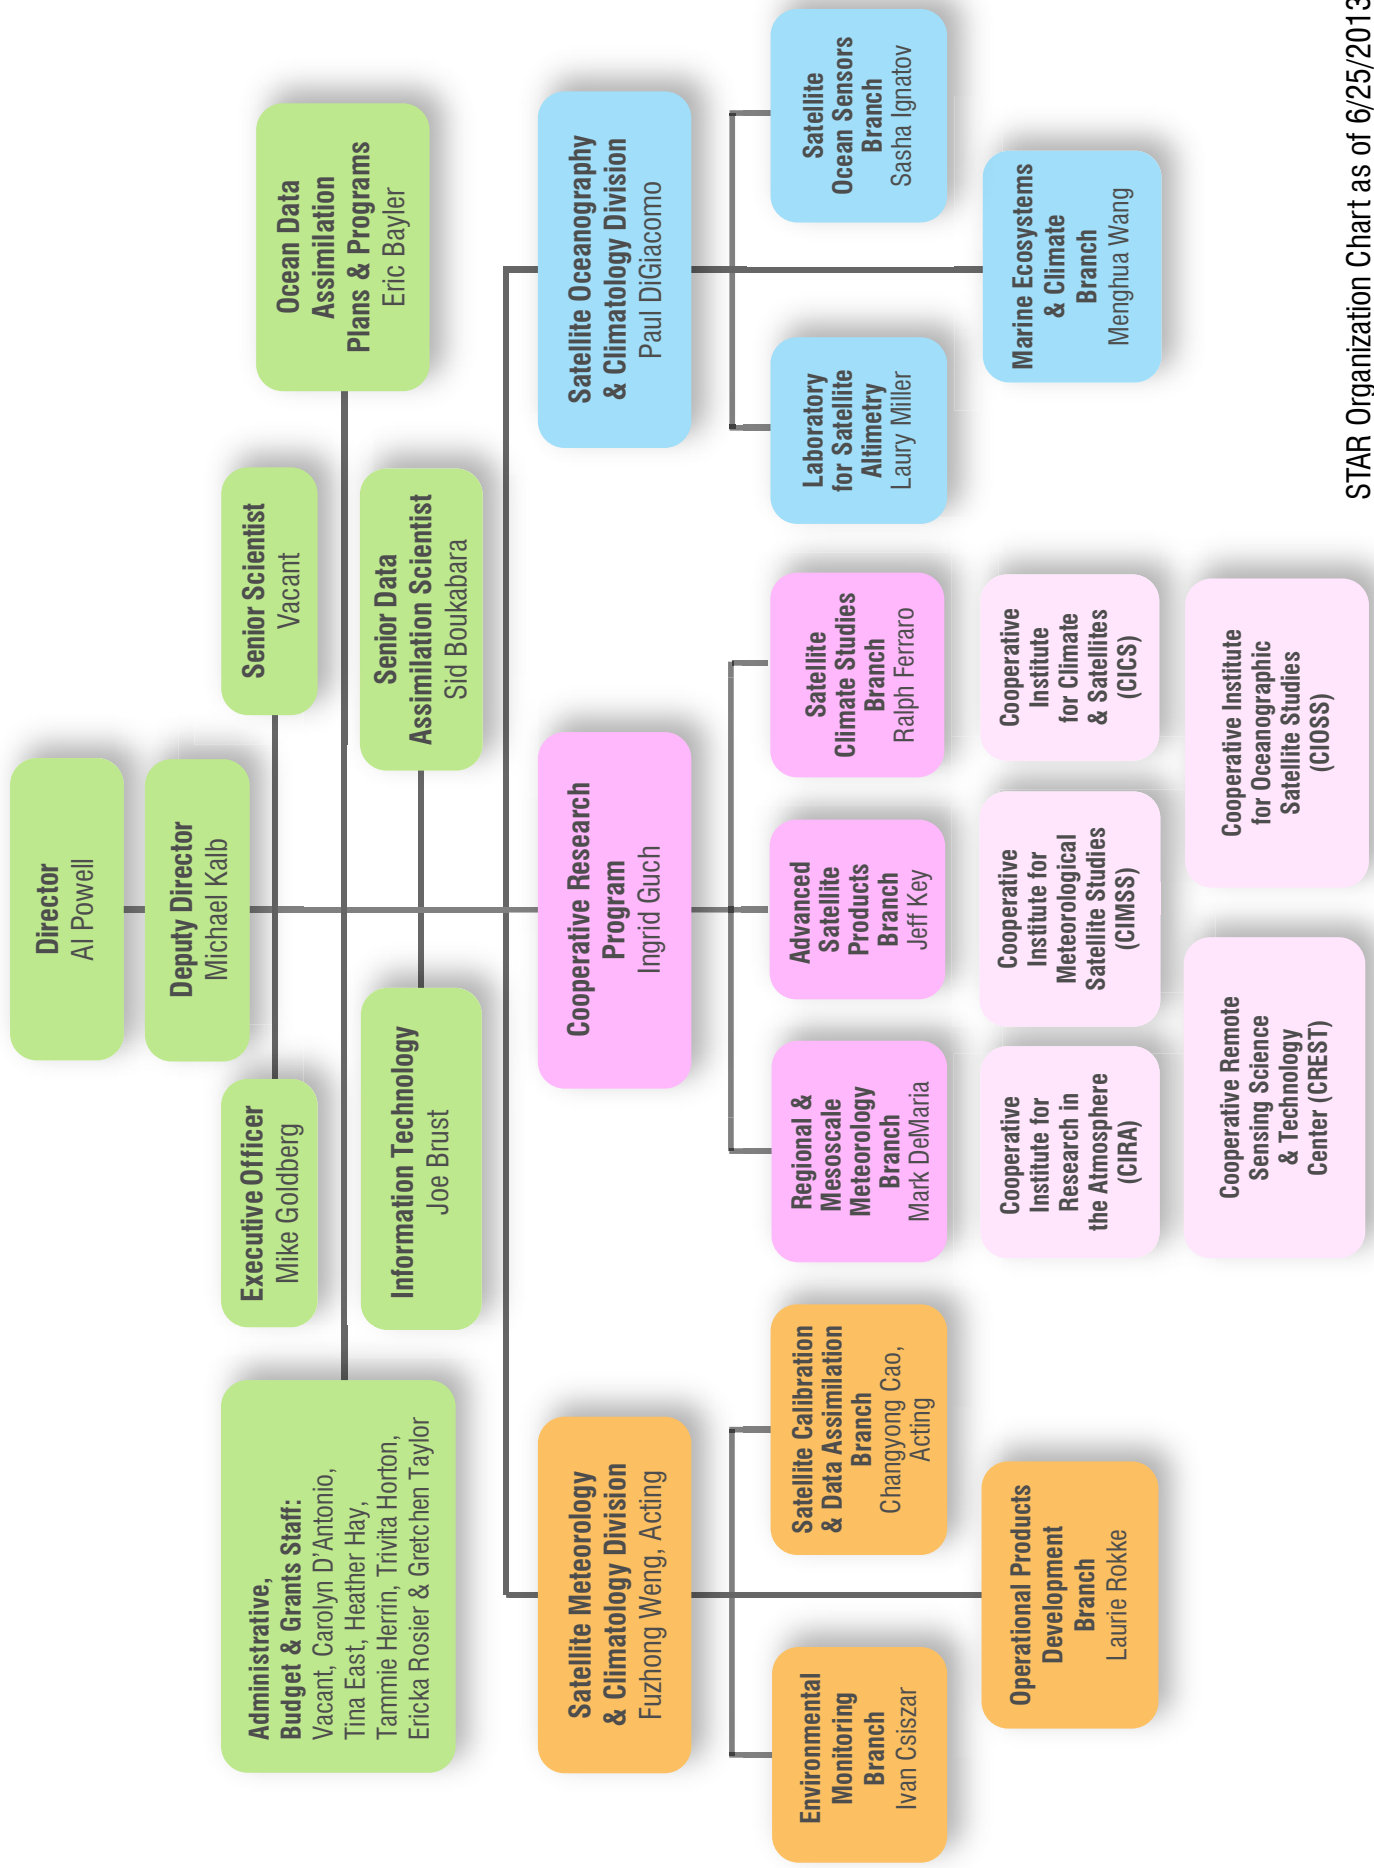 Director
Al Powell
Deputy Director
Michael Kalb
Executive Officer
Mike Goldberg
Senior Scientist
Vacant
Administrative,
Budget & Grants Staff:
Vacant, Carolyn D'Antonio,
Tina East, Heather Hay,
Tammie Herrin, Trivita Horton,
Ericka Rosier & Gretchen Taylor
Ocean Data
Assimilation
Plans & Programs
Eric Bayler
Information Technology
Joe Brust
Senior Data
Assimilation Scientist
Sid Boukabara
Satellite Meteorology
& Climatology Division
Fuzhong Weng, Acting
Cooperative Research
Program
Ingrid Guch
Satellite Oceanography
& Climatology Division
Paul DiGiacomo
Environmental
Monitoring
Branch
Ivan Csiszar
Satellite Calibration
& Data Assimilation
Branch
Changyong Cao,
Acting
Operational Products
Development
Branch
Laurie Rokke
Regional &
Mesoscale
Meteorology
Branch
Mark DeMaria
Advanced
Satellite
Products
Branch
Jeff Key
Satellite
Climate Studies
Branch
Ralph Ferraro
Cooperative
Institute for
Research in
the Atmosphere
(CIRA)
Cooperative
Institute for
Meteorological
Satellite Studies
(CIMSS)
Cooperative
Institute
for Climate
& Satellites
(CICS)
Cooperative Remote
Sensing Science
& Technology
Center (CREST)
Cooperative Institute
for Oceanographic
Satellite Studies
(CIOSS)
Laboratory
for Satellite
Altimetry
Laury Miller
Satellite
Ocean Sensors
Branch
Sasha Ignatov
Marine Ecosystems
& Climate
Branch
Menghua Wang
STAR Organization Chart as of 6/25/2013